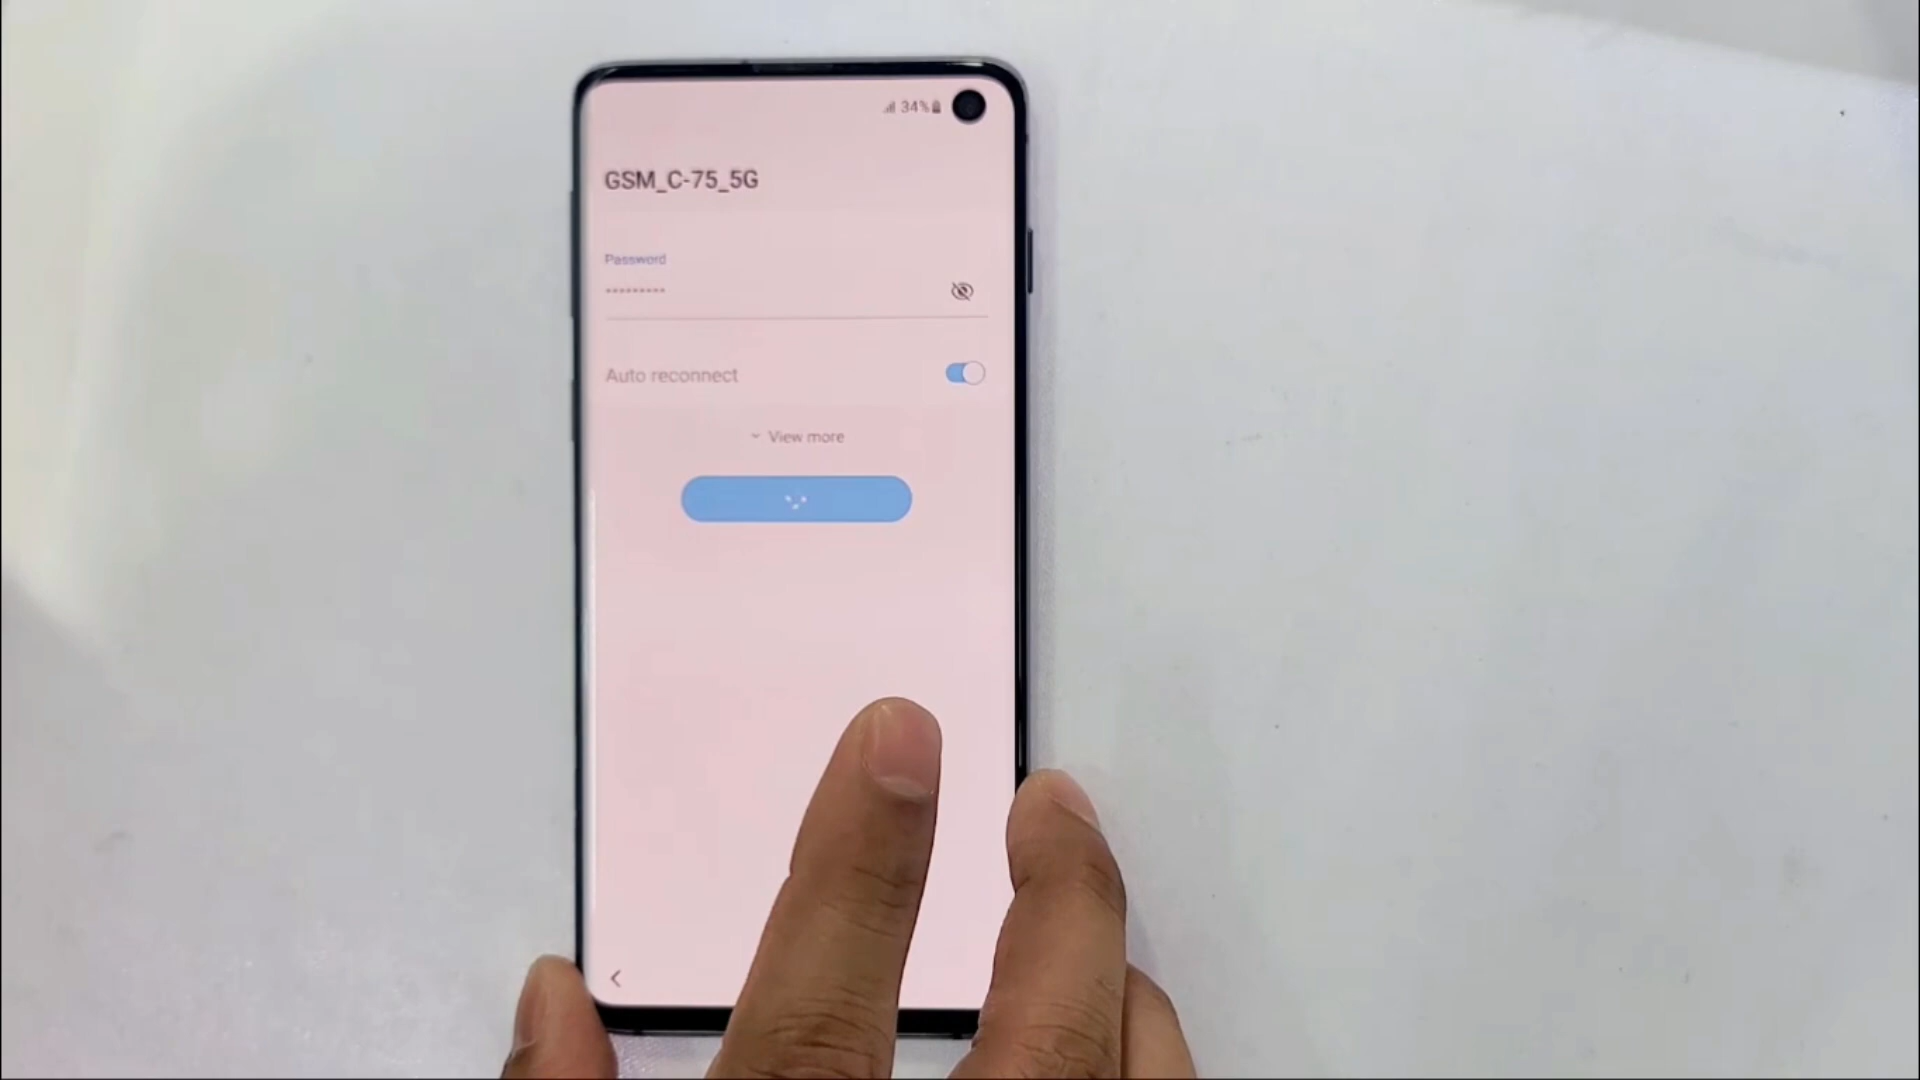 34%
GSM_C-75_5G
Password
•••••••••
Auto reconnect
View more